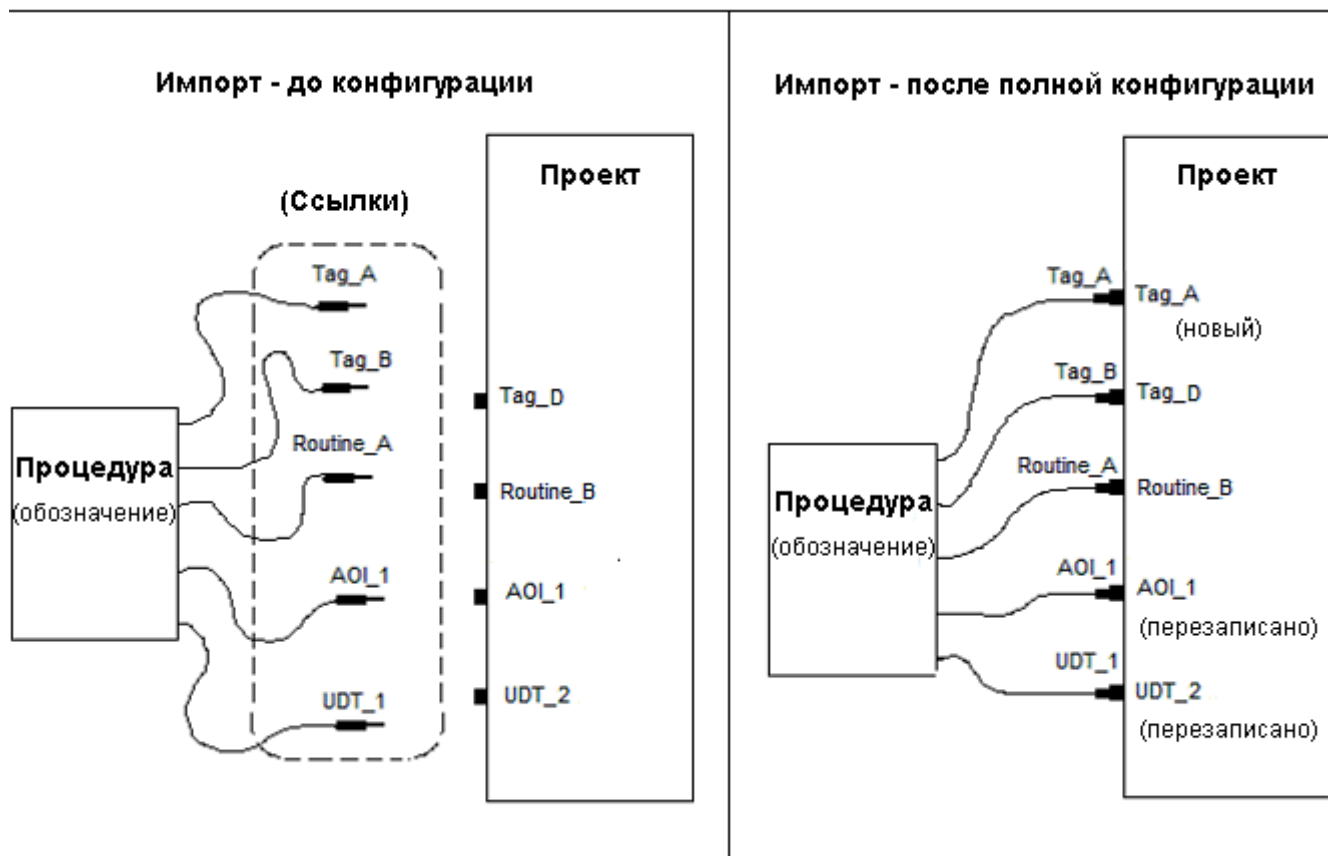 Импорт - до конфигурации
(Ссылки)
Проект
Tag_A
Tag_B
Tag_D
Routine_A
Routine_B
Процедура
(обозначение)
AOI_1
AOI_1
UDT_1
UDT_2
Импорт - после полной конфигурации
Проект
Tag_A
Tag_A
(новый)
Tag_B
Tag_D
Routine_A
Routine_B
Процедура
(обозначение)
AOI_1
AOI_1
(перезаписано)
UDT_1
UDT_2
(перезаписано)